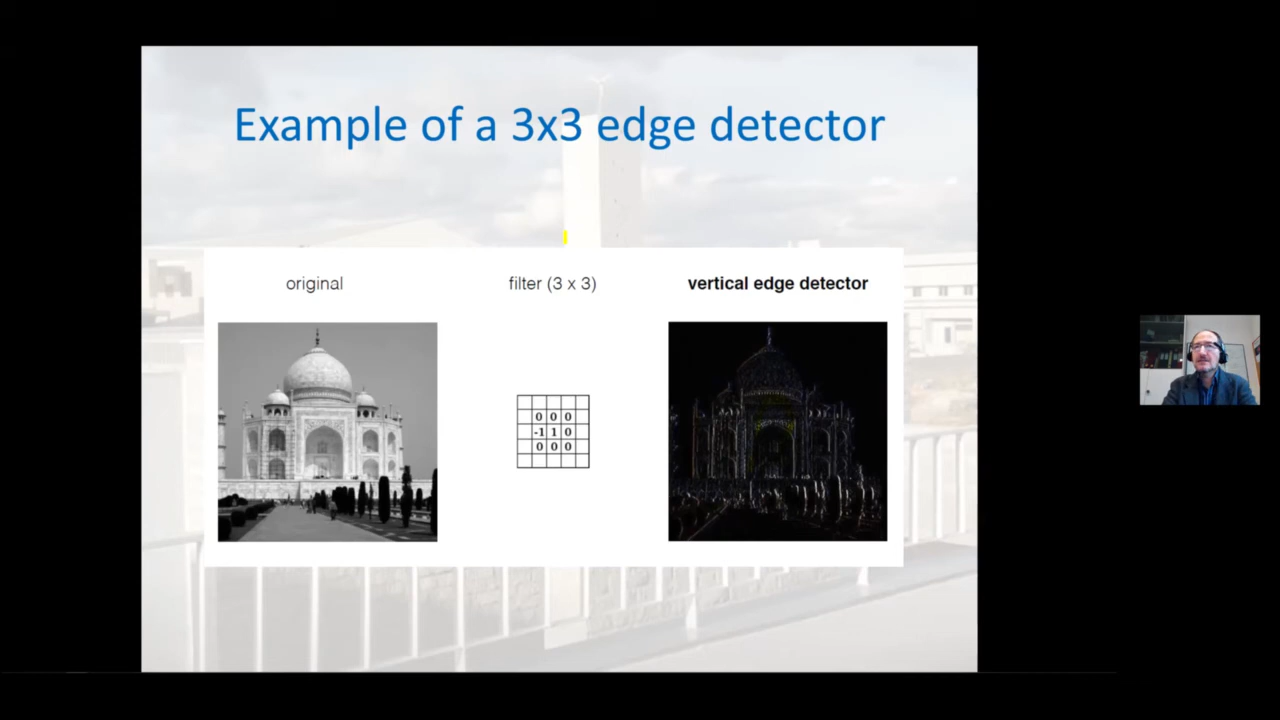 Example of a 3x3 edge detector
original
filter (3 x 3)
vertical edge detector
0 0 0
-1 1 0
0 0 0